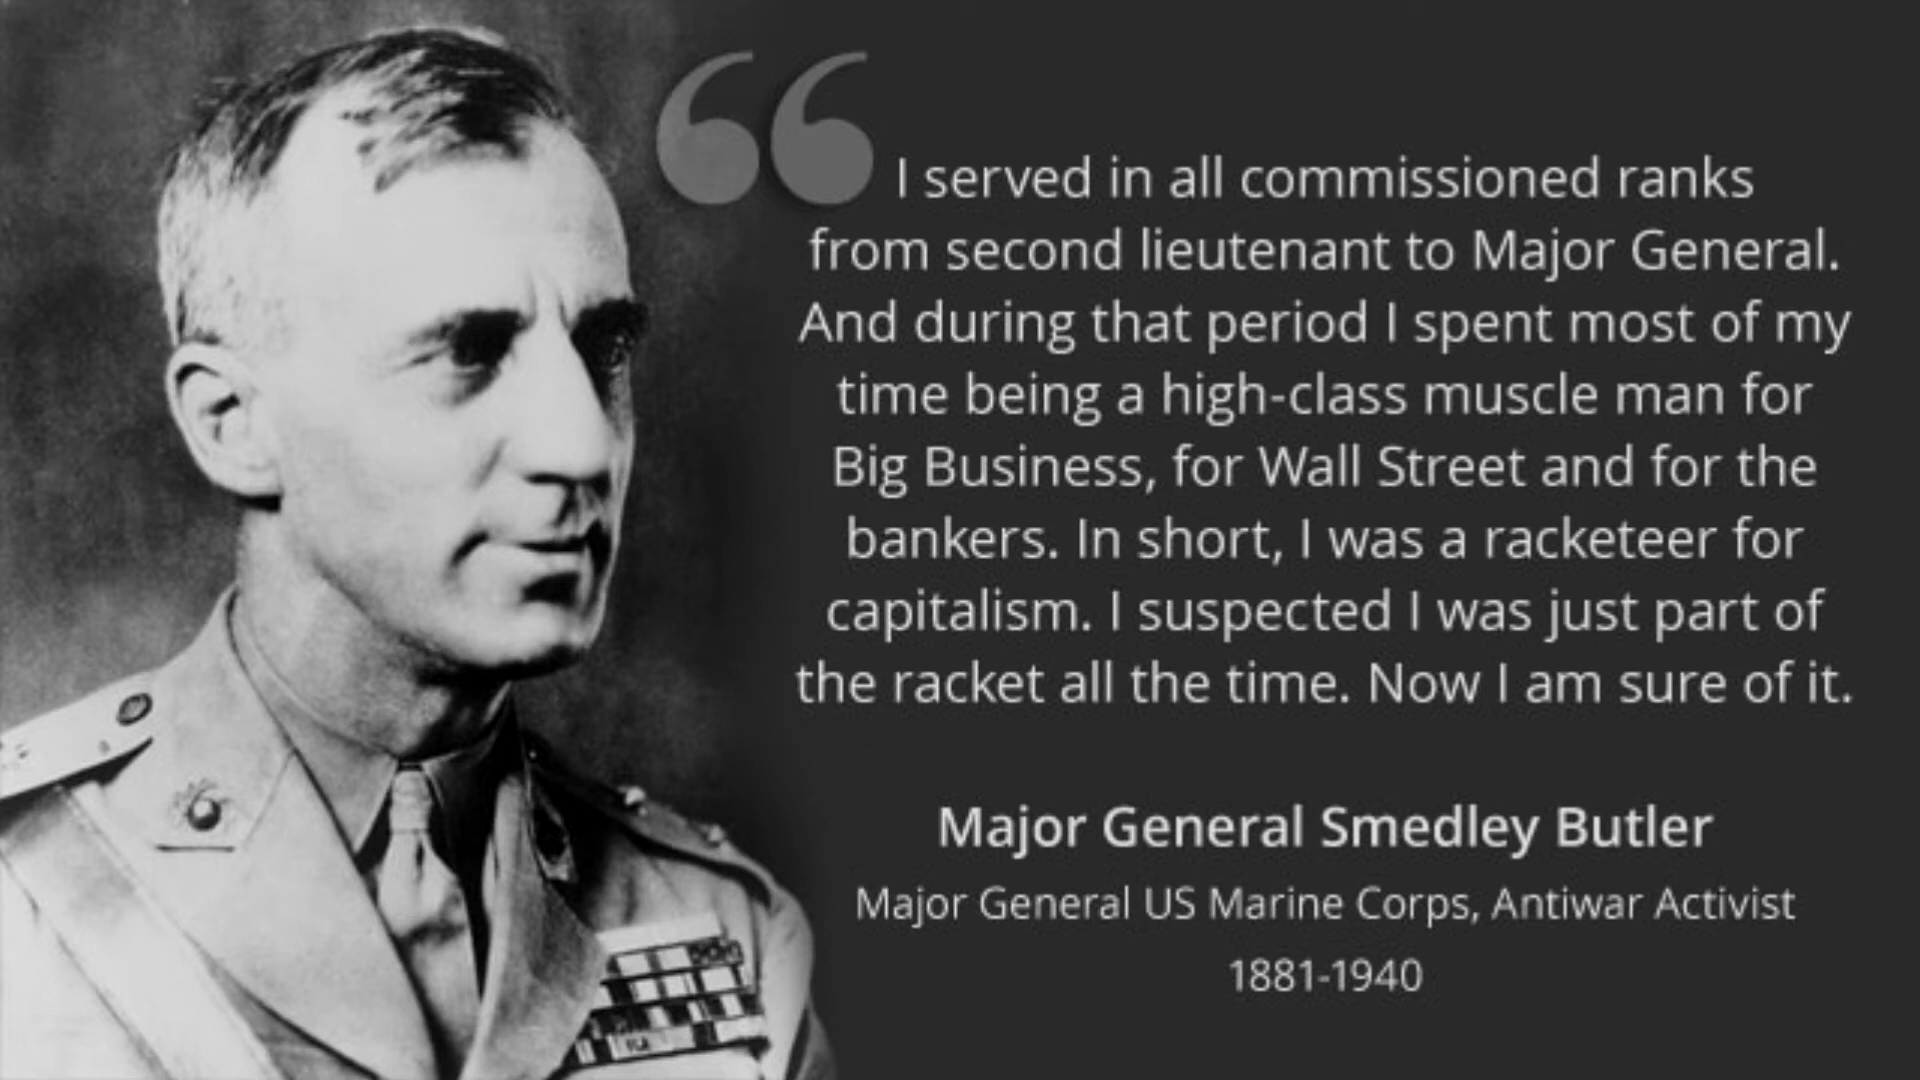 “ I served in all commissioned ranks
from second lieutenant to Major General.
And during that period I spent most of my
time being a high-class muscle man for
Big Business, for Wall Street and for the
bankers. In short, I was a racketeer for
capitalism. I suspected I was just part of
the racket all the time. Now I am sure of it.
Major General Smedley Butler
Major General US Marine Corps, Antiwar Activist
1881-1940